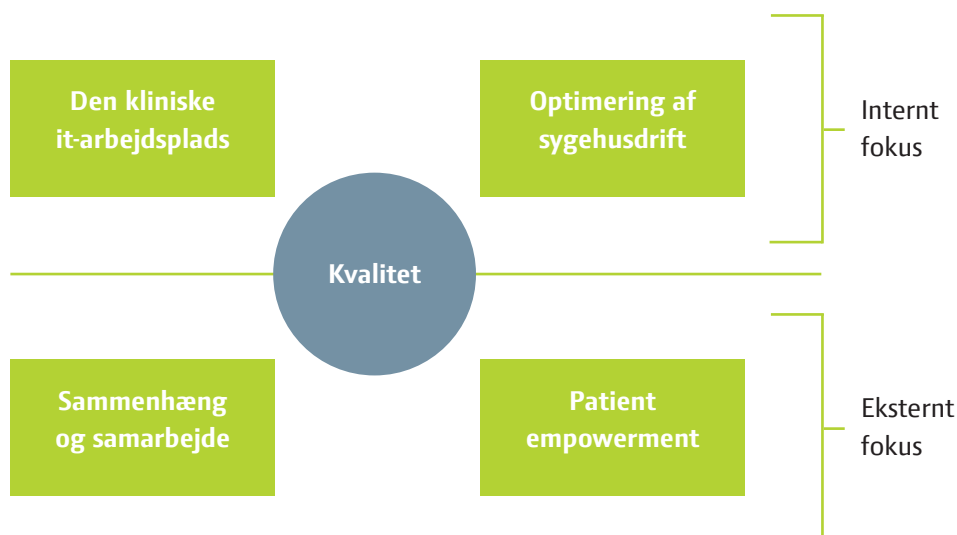 Den kliniske
it-arbejdsplads
Optimering af
sygehusdrift
Internt
fokus
Kvalitet
Sammenhæng
og samarbejde
Patient
empowerment
Eksternt
fokus